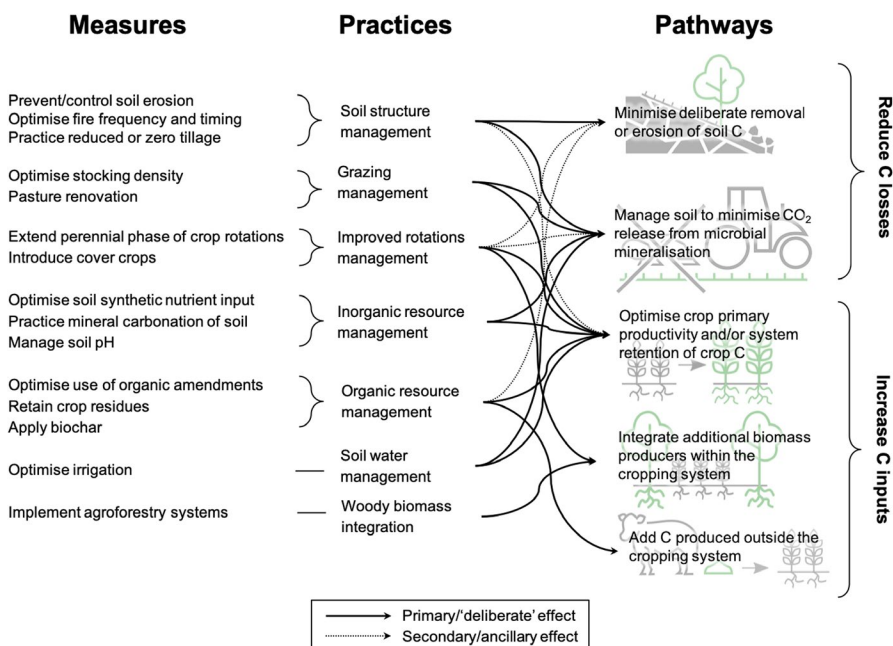 Measures
Practices
Pathways
Prevent/control soil erosion
Optimise fire frequency and timing
Practice reduced or zero tillage
Optimise stocking density
Pasture renovation
Extend perennial phase of crop rotations
Introduce cover crops
Optimise soil synthetic nutrient input
Practice mineral carbonation of soil
Manage soil pH
Optimise use of organic amendments
Retain crop residues
Apply biochar
Optimise irrigation
Implement agroforestry systems
Soil structure
management
Grazing
management
Improved rotations
management
Inorganic resource
management
Organic resource
management
Soil water
management
Woody biomass
integration
Minimise deliberate removal
or erosion of soil C
Manage soil to minimise CO₂
release from microbial
mineralisation
Optimise crop primary
productivity and/or system
retention of crop C
Integrate additional biomass
producers within the
cropping system
Add C produced outside the
cropping system
Reduce C losses
Increase C inputs
Primary/'deliberate' effect
Secondary/ancillary effect